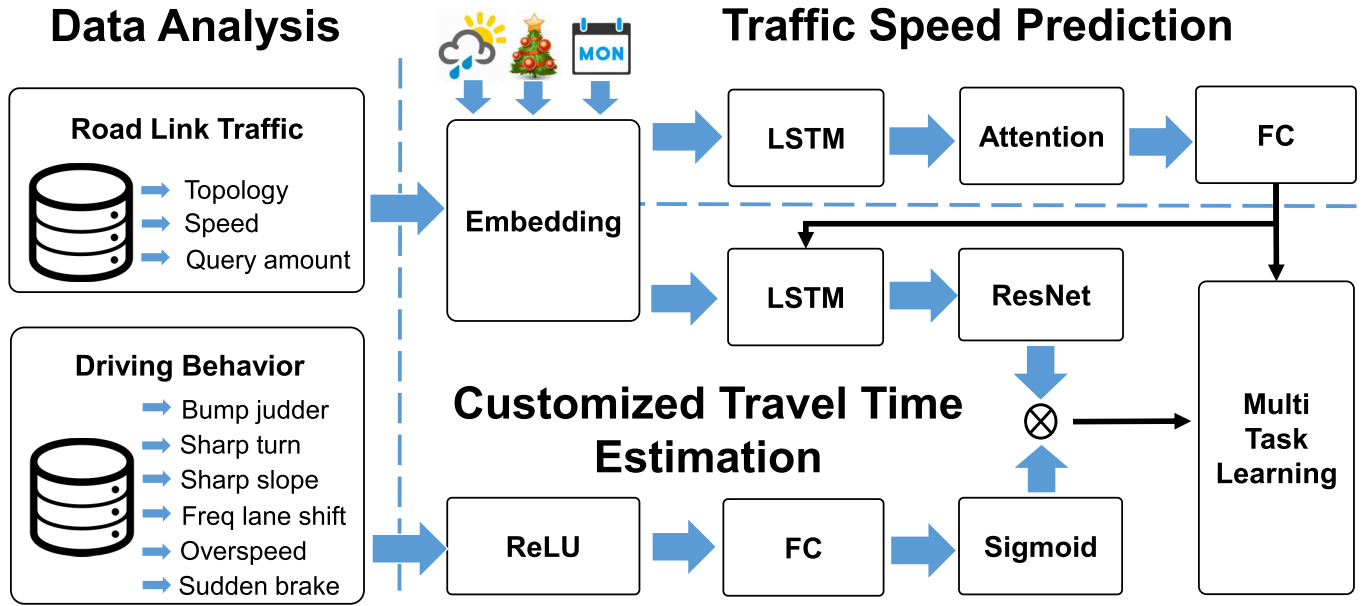 Data Analysis
Traffic Speed Prediction
MON
Road Link Traffic
Topology
Speed
Query amount
Driving Behavior
Bump judder
Sharp turn
Sharp slope
Freq lane shift
Overspeed
Sudden brake
Embedding
LSTM
Attention
FC
LSTM
ResNet
Customized Travel Time
Estimation
ReLU
FC
Sigmoid
Multi
Task
Learning